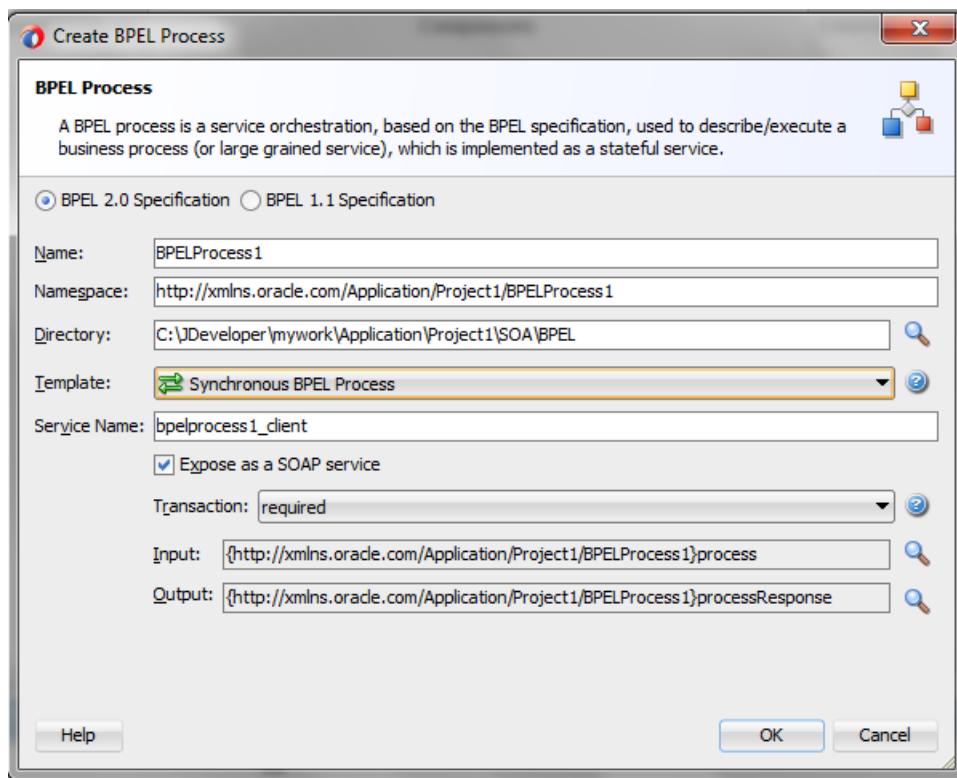 Create BPEL Process
BPEL Process
A BPEL process is a service orchestration, based on the BPEL specification, used to describe/execute a
business process (or large grained service), which is implemented as a stateful service.
BPEL 2.0 Specification BPEL 1.1 Specification
Name: BPELProcess1
Namespace: http://xmlns.oracle.com/Application/Project1/BPELProcess1
Directory: C:\JDeveloper\mywork\Application\Project1\SOA\BPEL
Template: Synchronous BPEL Process
Service Name: bpelprocess1_client
Expose as a SOAP service
Transaction: required
Input: {http://xmlns.oracle.com/Application/Project1/BPELProcess1}process
Output: {http://xmlns.oracle.com/Application/Project1/BPELProcess1}processResponse
Help OK Cancel